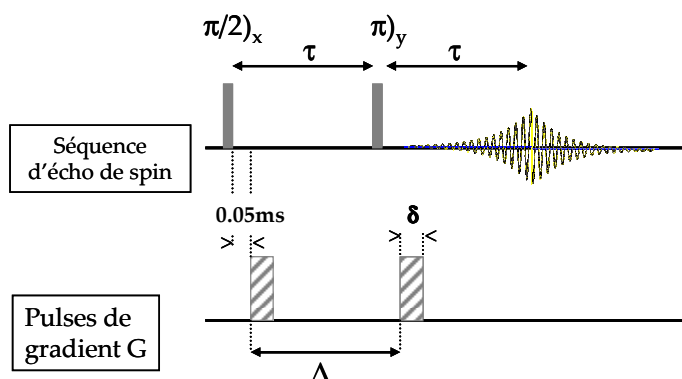 π/2)x
π)y
τ
τ
Séquence
d'écho de spin
0.05ms
δ
> <
> <
Pulses de
gradient G
Δ